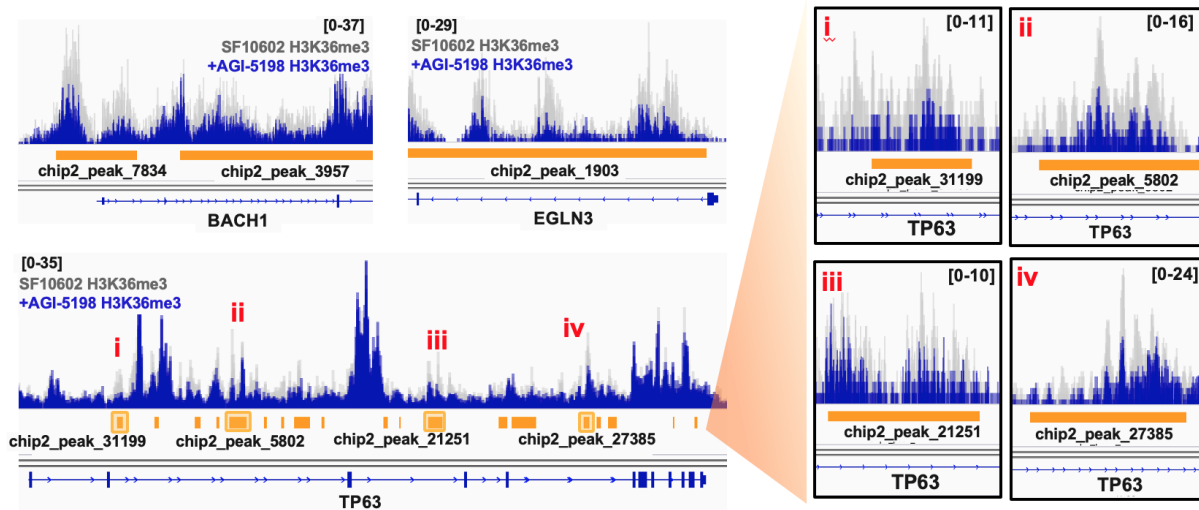 [0-37]
SF10602 H3K36me3
+AGI-5198 H3K36me3
chip2_peak_7834
chip2_peak_3957
BACH1
[0-29]
SF10602 H3K36me3
+AGI-5198 H3K36me3
chip2_peak_1903
EGLN3
[0-35]
SF10602 H3K36me3
+AGI-5198 H3K36me3
i
ii
iii
iv
chip2_peak_31199
chip2_peak_5802
chip2_peak_21251
chip2_peak_27385
TP63
i
[0-11]
chip2_peak_31199
TP63
ii
[0-16]
chip2_peak_5802
TP63
iii
[0-10]
chip2_peak_21251
TP63
iv
[0-24]
chip2_peak_27385
TP63